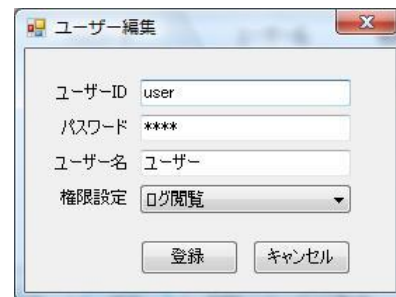 ユーザー編集
ユーザーID user
パスワード ****
ユーザー名 ユーザー
権限設定 ログ閲覧
登録 キャンセル